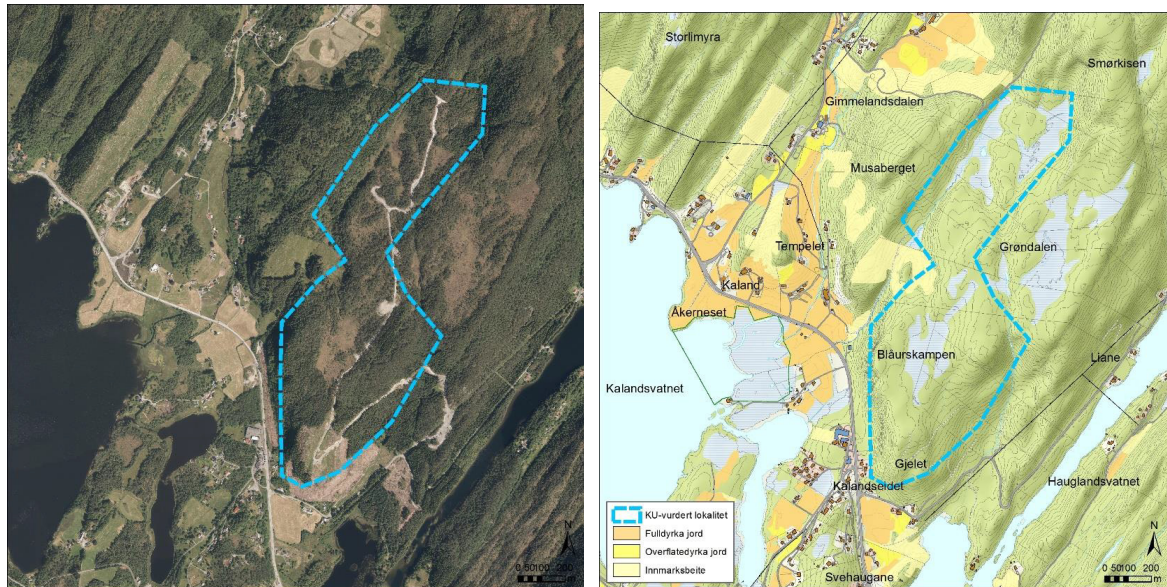 N
0 50100 200
m
Storlimyra
Smørkisen
Gimmelandsdalen
Musaberget
Tempelet
Grøndalen
Kaland
Åkerneset
Blåurskampen
Liane
Kalandsvatnet
Gjelet
Kalandseidet
Hauglandsvatnet
Svehaugane
KU-vurdert lokalitet
Fulldyrka jord
Overflatedyrka jord
Innmarksbeite
N
0 50100 200
m